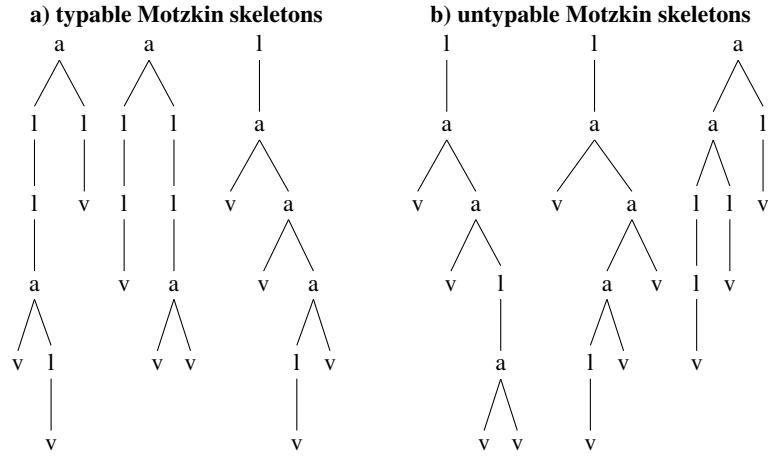 a) typable Motzkin skeletons b) untypable Motzkin skeletons
a a l l l a
l l l l a a a a l
l v l l v a v a v a l l v
a v a v a v l a v l v
v l v v l v a l v v
v v v v v